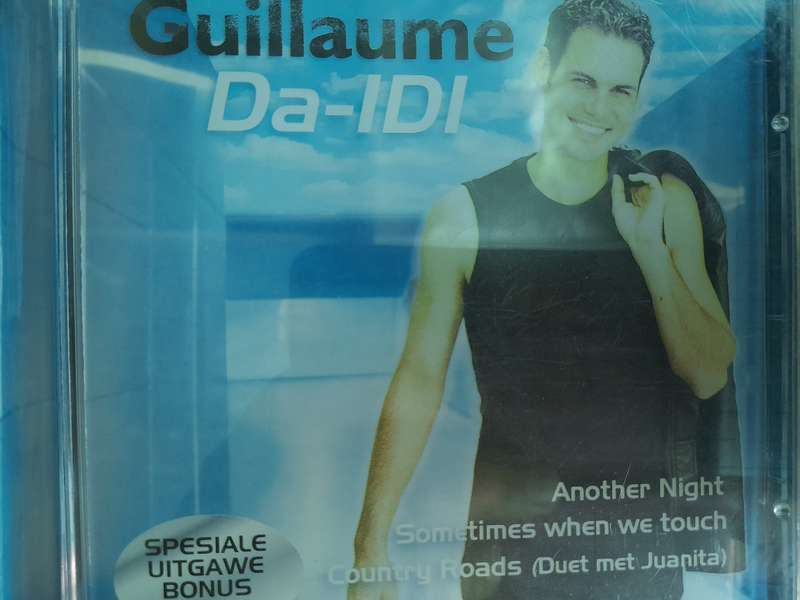 Guillaume
Da-IDI
Another Night
Sometimes when we touch
Country Roads (Duet met Juanita)
SPESIALE
UITGAWE
BONUS